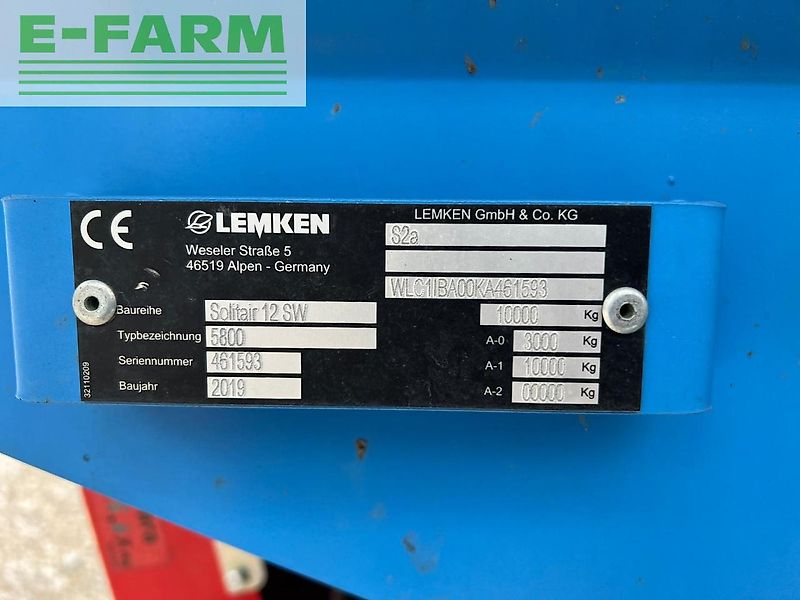 E-FARM
CE
LEMKEN
Weseler Straße 5
46519 Alpen - Germany
LEMKEN GmbH & Co. KG
S2a
WLC1IBA00KA461593
10000 Kg
Baureihe Solitair 12 SW
Typbezeichnung 5800
Seriennummer 461593
Baujahr 2019
A-0 3000 Kg
A-1 10000 Kg
A-2 00000 Kg
32110209